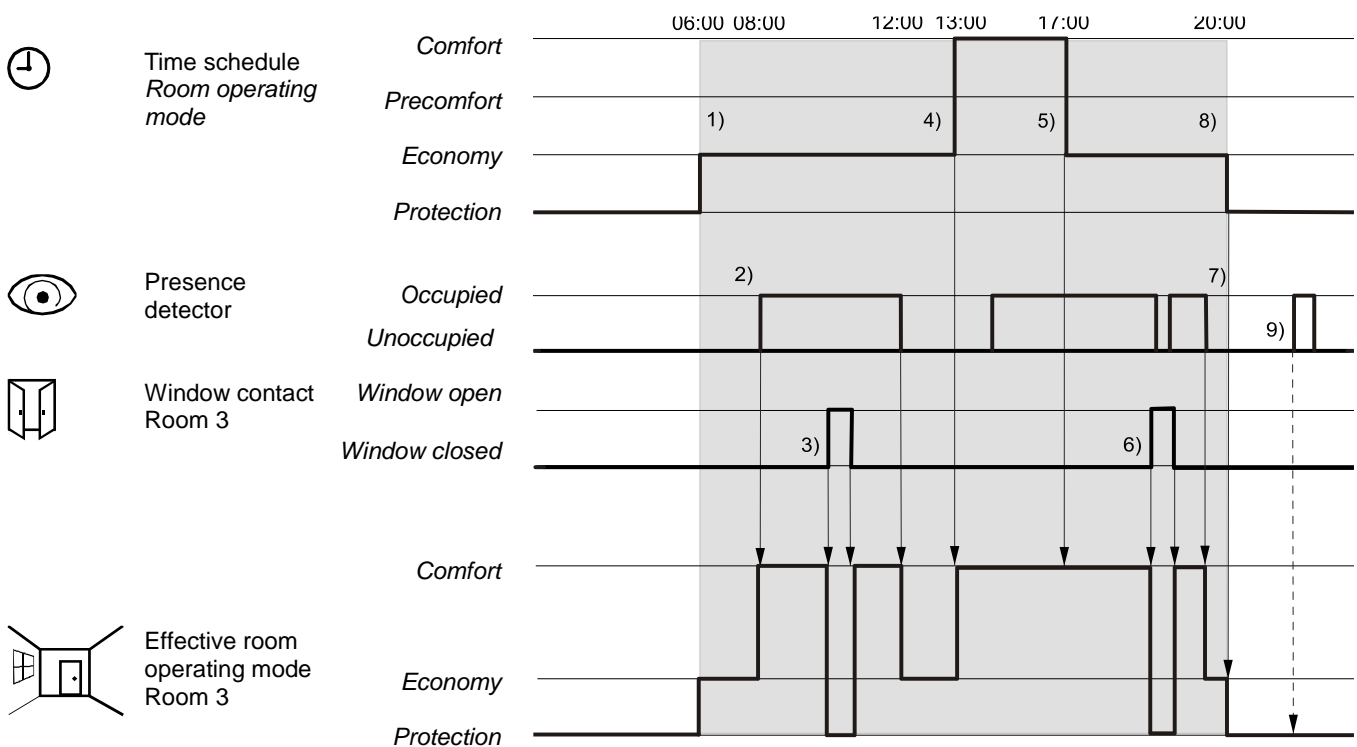 06:00 08:00 12:00 13:00 17:00 20:00
Time schedule
Room operating
mode
Comfort
Precomfort
Economy
Protection
1)
4)
5)
8)
Presence
detector
Occupied
Unoccupied
2)
7)
9)
Window contact
Room 3
Window open
Window closed
3)
6)
Effective room
operating mode
Room 3
Comfort
Economy
Protection